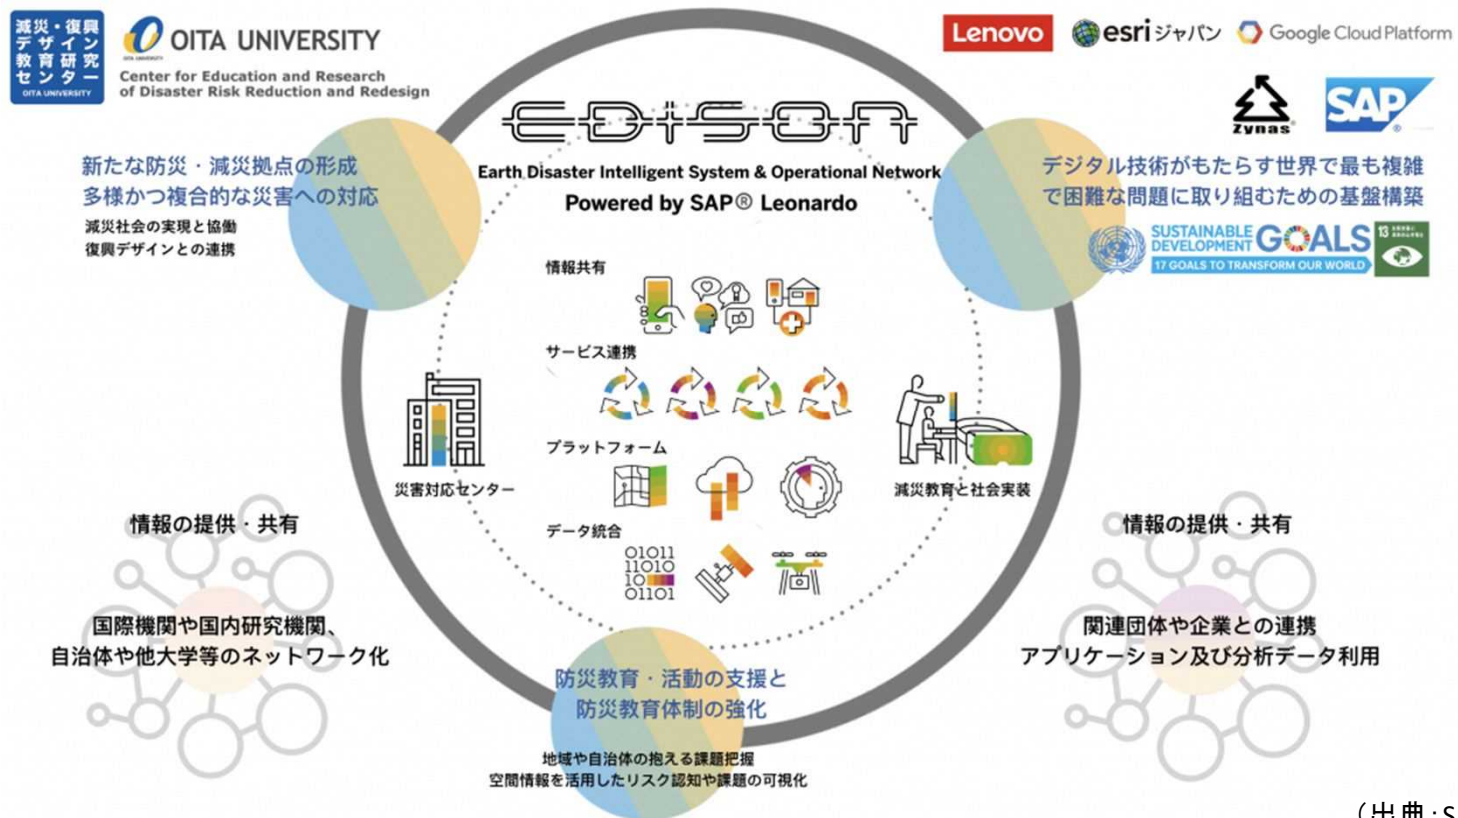 減災・復興
デザイン
教育研究
センター
OITA UNIVERSITY
OITA UNIVERSITY
OITA UNIVERSITY
Center for Education and Research
of Disaster Risk Reduction and Redesign
Lenovo
esriジャパン
Google Cloud Platform
Zynas
SAP®
EDISON
Earth Disaster Intelligent System & Operational Network
Powered by SAP® Leonardo
新たな防災・減災拠点の形成
多様かつ複合的な災害への対応
減災社会の実現と協働
復興デザインとの連携
デジタル技術がもたらす世界で最も複雑
で困難な問題に取り組むための基盤構築
SUSTAINABLE
DEVELOPMENT
GOALS
17 GOALS TO TRANSFORM OUR WORLD
13
情報共有
サービス連携
プラットフォーム
データ統合
01011
11010
10
01101
災害対応センター
減災教育と社会実装
情報の提供・共有
国際機関や国内研究機関、
自治体や他大学等のネットワーク化
情報の提供・共有
関連団体や企業との連携
アプリケーション及び分析データ利用
防災教育・活動の支援と
防災教育体制の強化
地域や自治体の抱える課題把握
空間情報を活用したリスク認知や課題の可視化
(出典:S